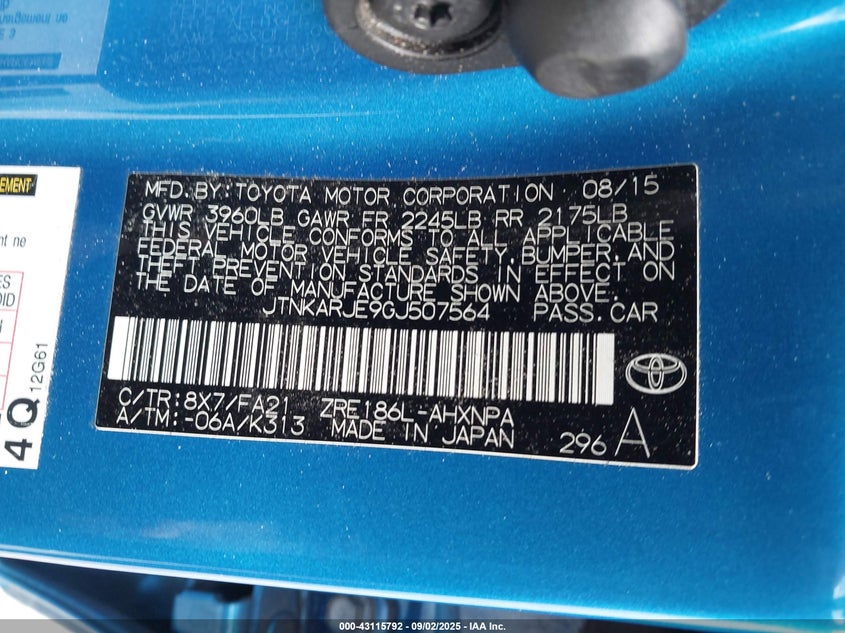 MFD. BY: TOYOTA MOTOR CORPORATION 08/15
GVWR 3960LB GAWR FR 2245LB RR 2175LB
THIS VEHICLE CONFORMS TO ALL APPLICABLE
FEDERAL MOTOR VEHICLE SAFETY, BUMPER, AND
THEFT PREVENTION STANDARDS IN EFFECT ON
THE DATE OF MANUFACTURE SHOWN ABOVE.
JTNKARJE9GJ507564 PASS. CAR
C/TR: 8X7/FA21 ZRE186L-AHXNPA
A/TM: -06A/K313 MADE IN JAPAN 296 A
4Q 12G61
000-43115792 - 09/02/2025 - IAA Inc.